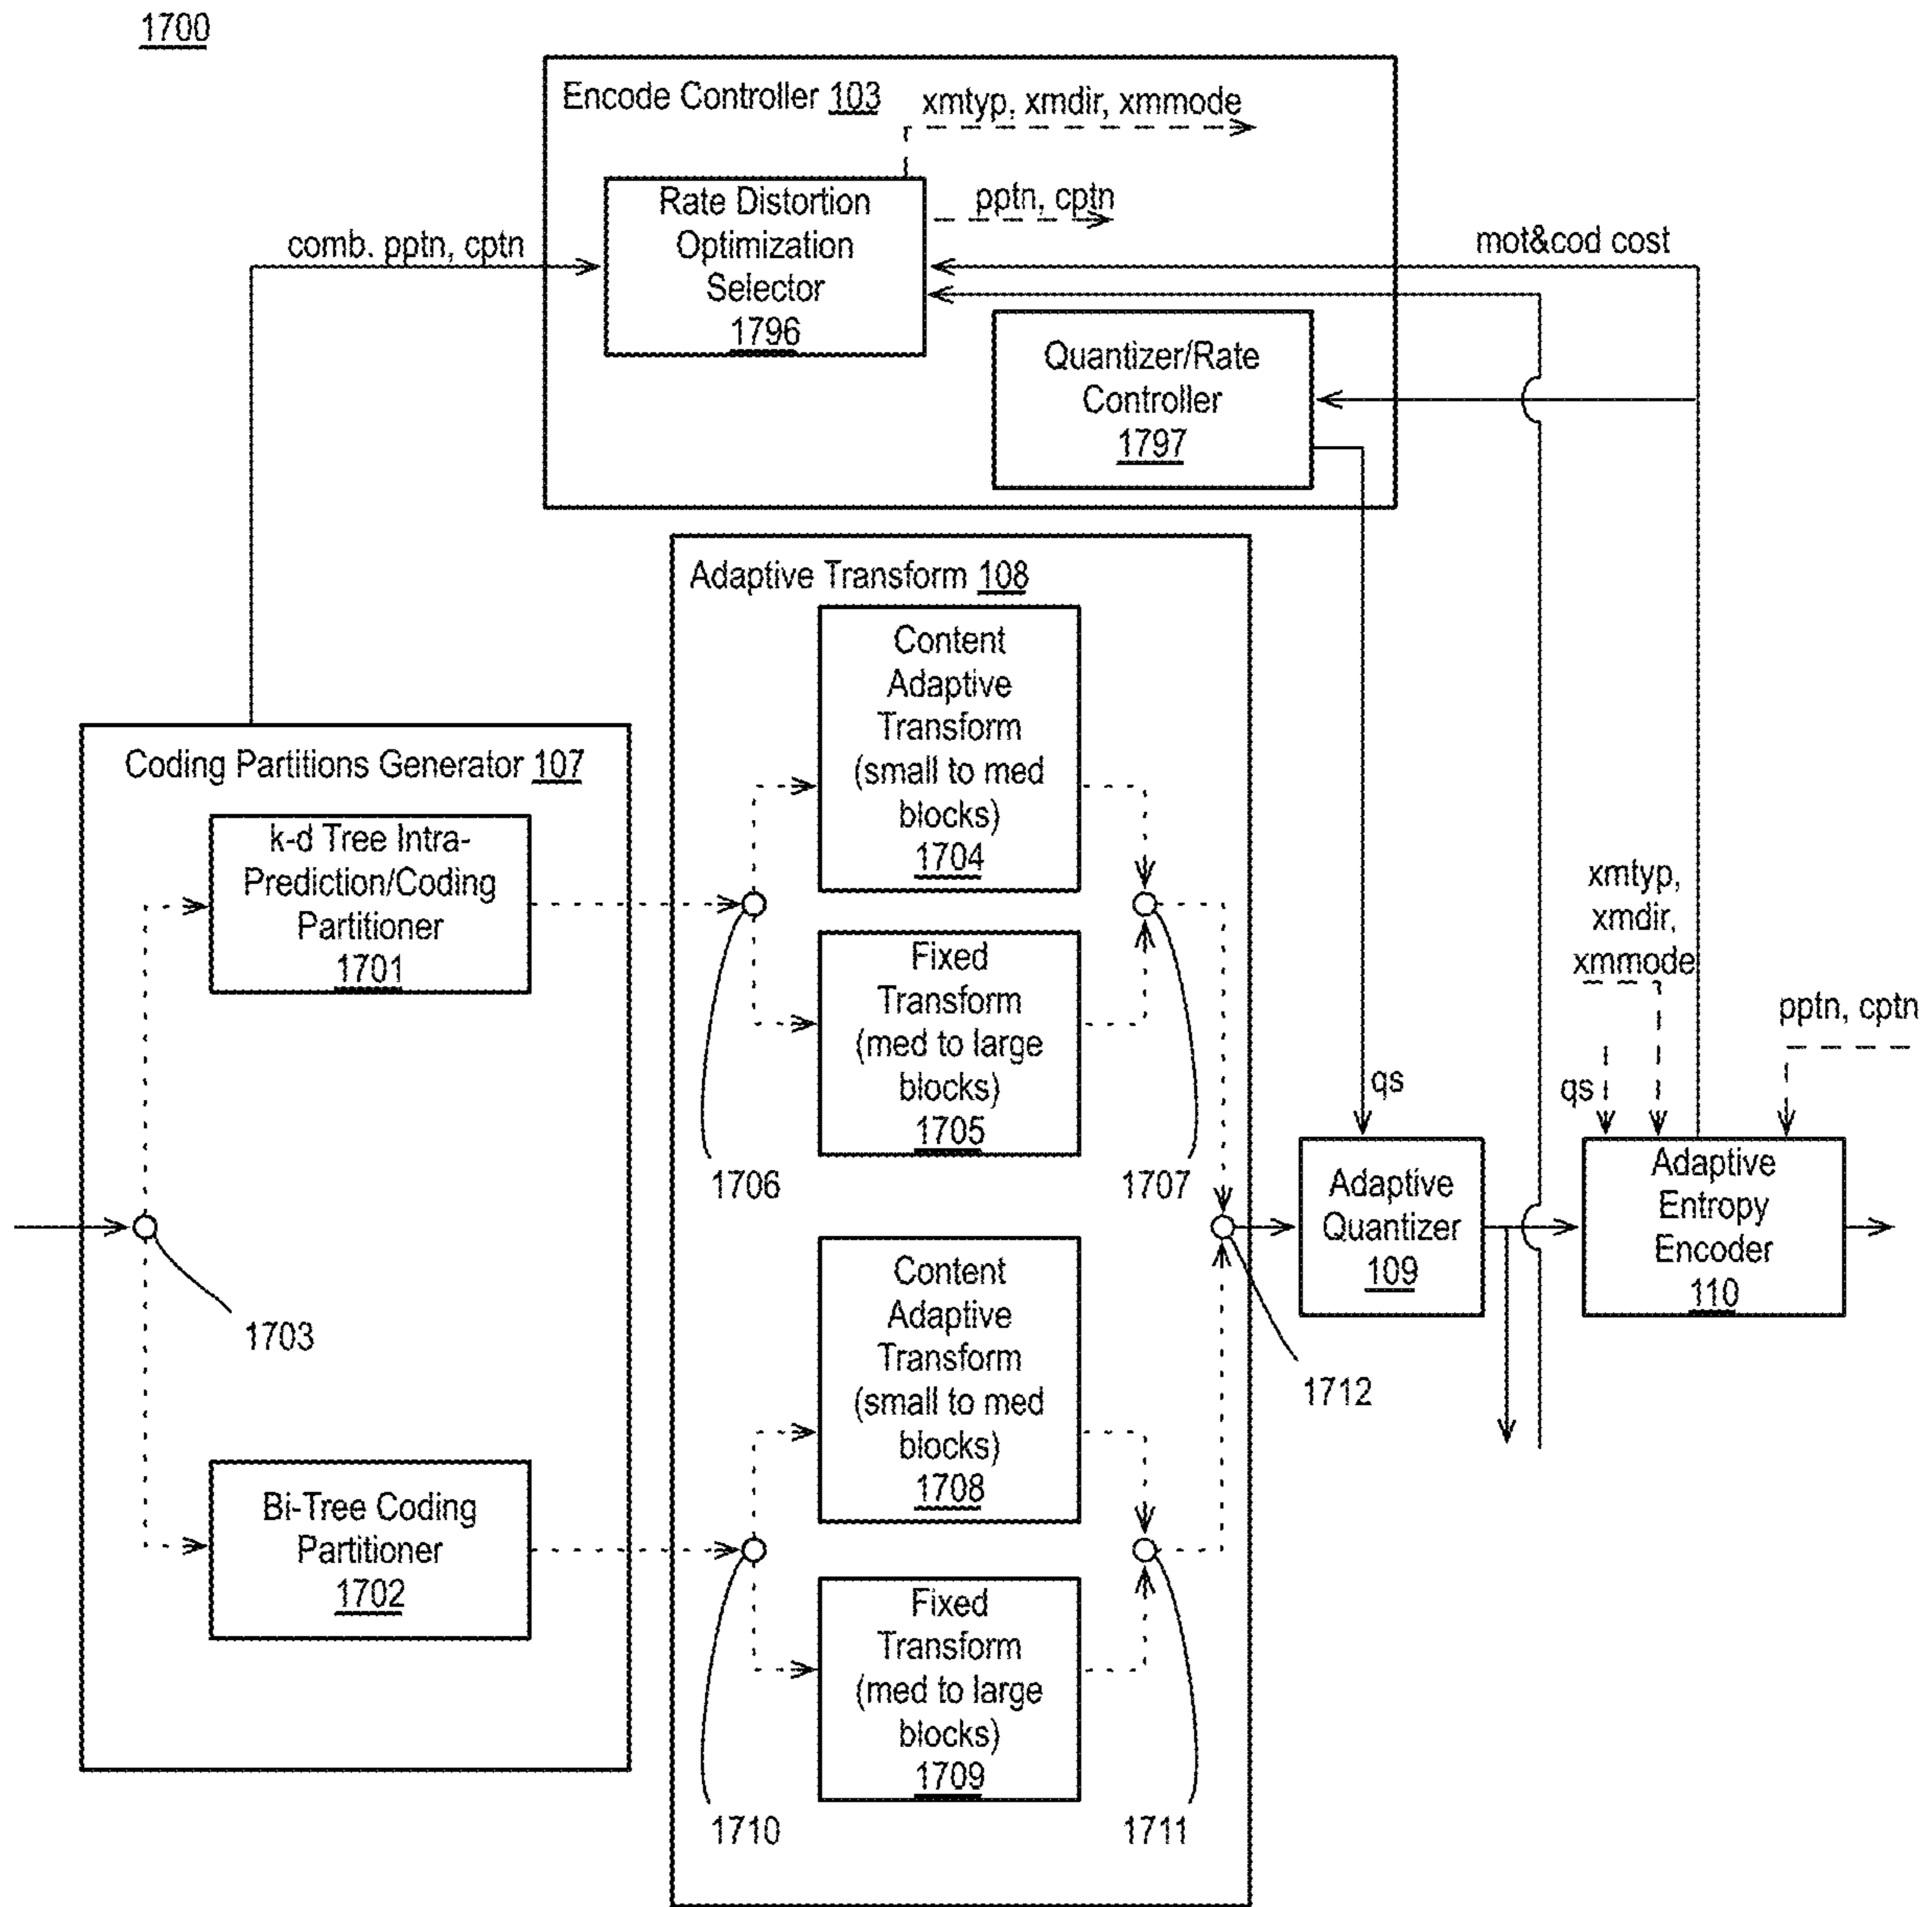 1700
Encode Controller 103
xmtyp, xmdir, xmmode
Rate Distortion
Optimization
Selector
1796
pptn, cptn
comb. pptn, cptn
mot&cod cost
Quantizer/Rate
Controller
1797
Adaptive Transform 108
Content
Adaptive
Transform
(small to med
blocks)
1704
Coding Partitions Generator 107
k-d Tree Intra-
Prediction/Coding
Partitioner
1701
Fixed
Transform
(med to large
blocks)
1705
1706
1707
xmtyp,
xmdir,
xmmode
pptn, cptn
qs
qs
1703
Adaptive
Quantizer
109
Adaptive
Entropy
Encoder
110
1712
Content
Adaptive
Transform
(small to med
blocks)
1708
Bi-Tree Coding
Partitioner
1702
Fixed
Transform
(med to large
blocks)
1709
1710
1711